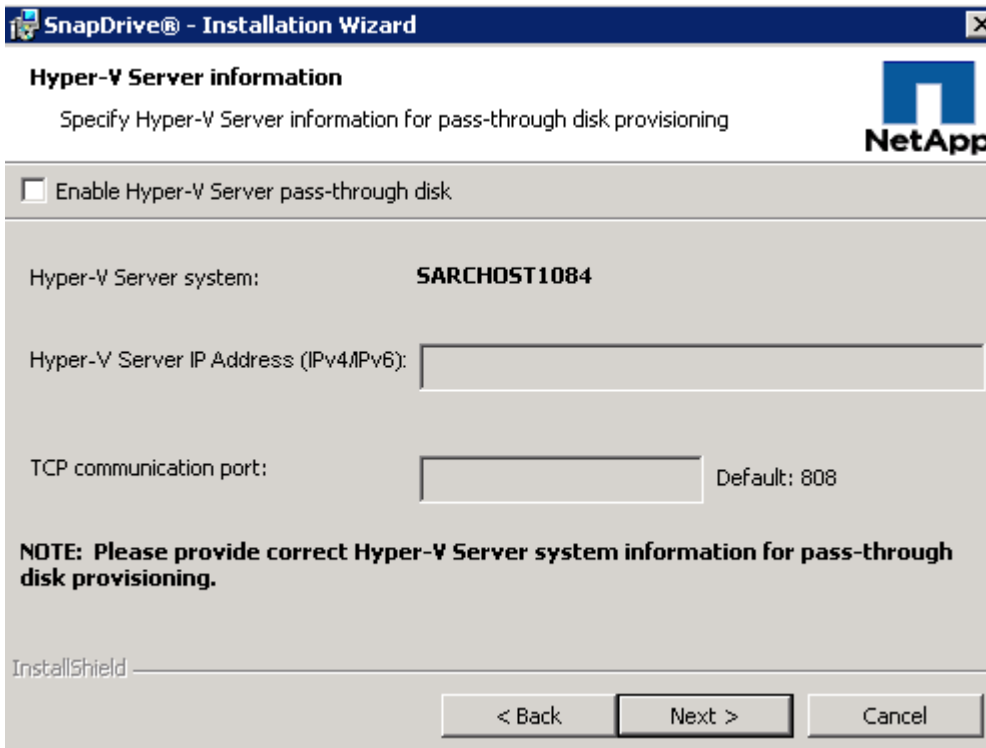 SnapDrive® - Installation Wizard
Hyper-V Server information
Specify Hyper-V Server information for pass-through disk provisioning
NetApp
Enable Hyper-V Server pass-through disk
Hyper-V Server system: SARCHOST1084
Hyper-V Server IP Address (IPv4/IPv6):
TCP communication port: Default: 808
NOTE: Please provide correct Hyper-V Server system information for pass-through
disk provisioning.
InstallShield
< Back Next > Cancel